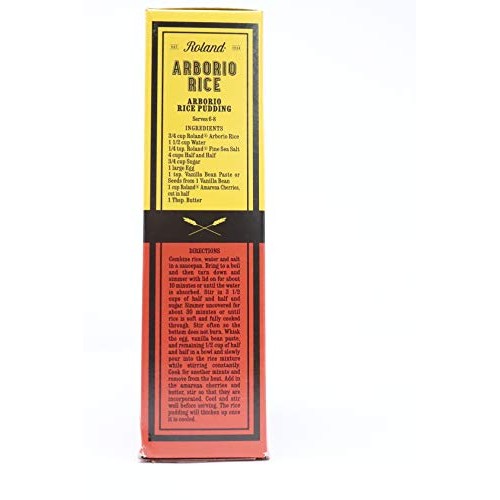 Roland
EST. 1934
ARBORIO
RICE
ARBORIO
RICE PUDDING
Serves 6-8
INGREDIENTS
3/4 cup Roland® Arborio Rice
1 1/2 cup Water
1/4 tsp. Roland® Fine Sea Salt
4 cups Half and Half
3/4 cup Sugar
1 large Egg
1 tsp. Vanilla Bean Paste or
Seeds from 1 Vanilla Bean
1 cup Roland® Amarena Cherries,
cut in half
1 Tbsp. Butter
DIRECTIONS
Combine rice, water and salt
in a saucepan. Bring to a boil
and then turn down and
simmer with lid on for about
10 minutes or until the water
is absorbed. Stir in 3 1/2
cups of half and half and
sugar. Simmer uncovered for
about 30 minutes or until
rice is soft and fully cooked
through. Stir often so the
bottom does not burn. Whisk
the egg, vanilla bean paste,
and remaining 1/2 cup of half
and half in a bowl and slowly
pour into the rice mixture
while stirring constantly.
Cook for another minute and
remove from the heat. Add in
the amarena cherries and
butter, stir so that they are
incorporated. Cool and stir
well before serving. The rice
pudding will thicken up once
it is cooled.